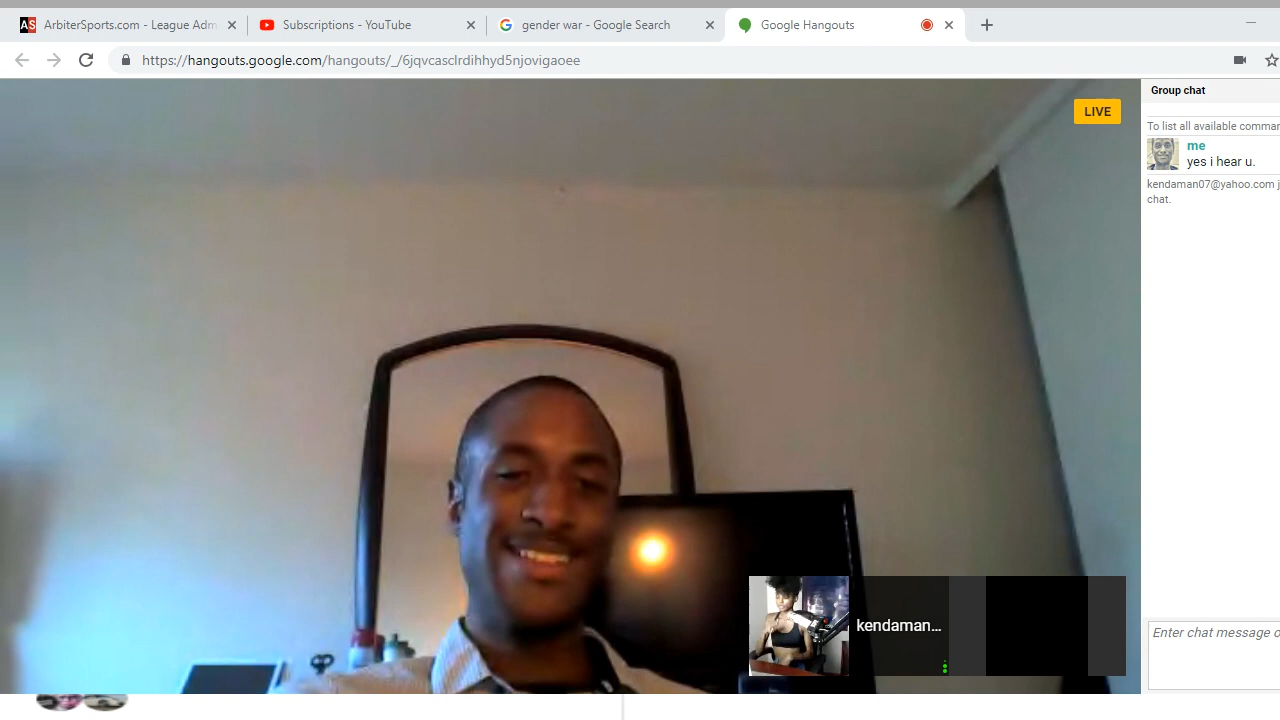 AS ArbiterSports.com - League Adm
Subscriptions - YouTube
gender war - Google Search
Google Hangouts
https://hangouts.google.com/hangouts/_/6jqvcasclrdihhyd5njovigaoee
LIVE
Group chat
To list all available comman
me
yes i hear u.
kendaman07@yahoo.com j
chat.
kendaman...
Enter chat message o